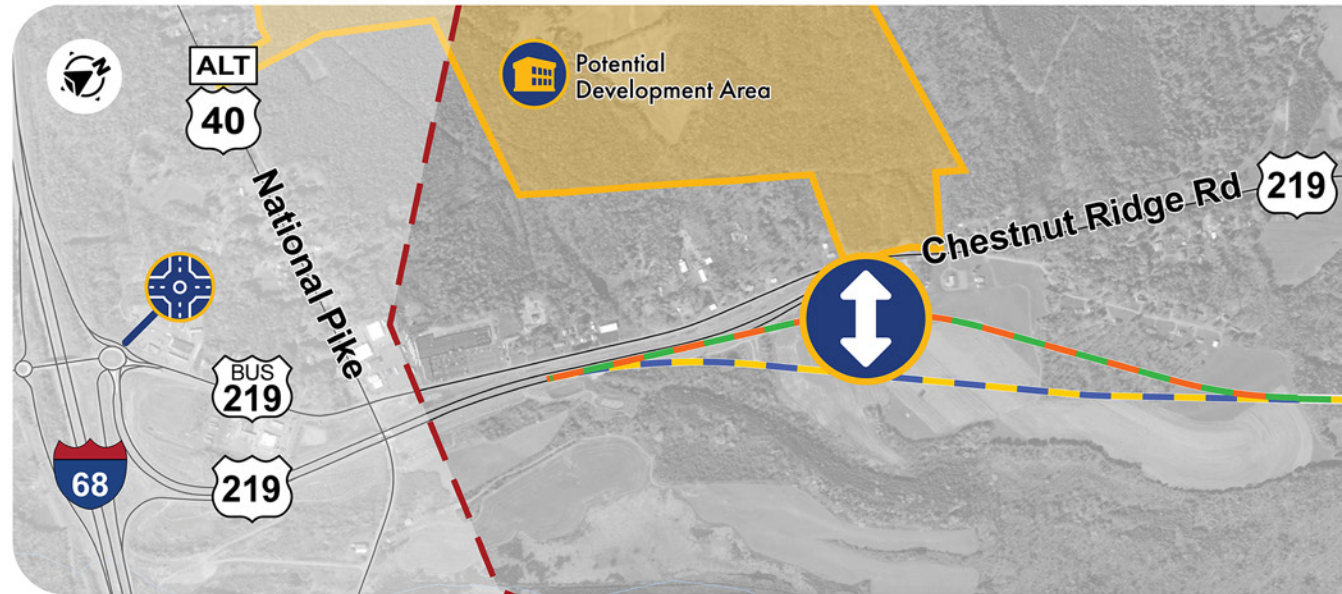 N
ALT
40
National Pike
Potential
Development Area
Chestnut Ridge Rd
219
BUS
219
219
68